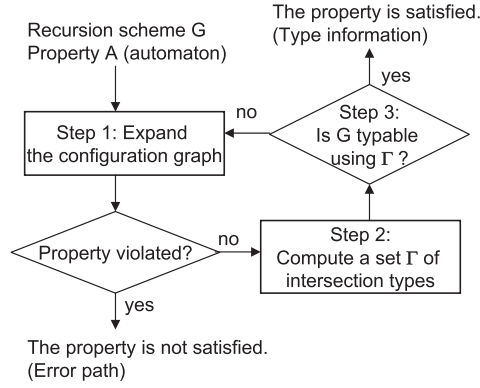 Recursion scheme G
Property A (automaton)
The property is satisfied.
(Type information)
yes
no
Step 3:
Is G typable
using Γ ?
Step 1: Expand
the configuration graph
Property violated?
no
Step 2:
Compute a set Γ of
intersection types
yes
The property is not satisfied.
(Error path)